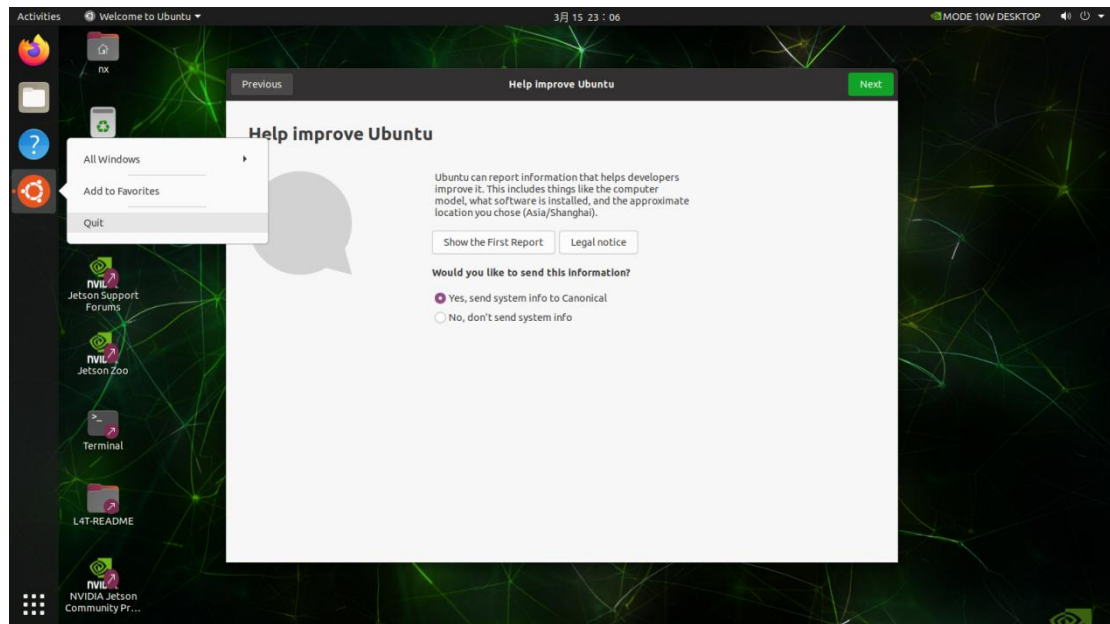 Activities
Welcome to Ubuntu
3月 15 23：06
MODE 10W DESKTOP
nx
Previous
Help improve Ubuntu
Next
Help improve Ubuntu
All Windows
Add to Favorites
Quit
Ubuntu can report information that helps developers
improve it. This includes things like the computer
model, what software is installed, and the approximate
location you chose (Asia/Shanghai).
Show the First Report
Legal notice
Would you like to send this information?
Yes, send system info to Canonical
No, don't send system info
Jetson Support
Forums
Jetson Zoo
Terminal
L4T-README
NVIDIA Jetson
Community Pr...